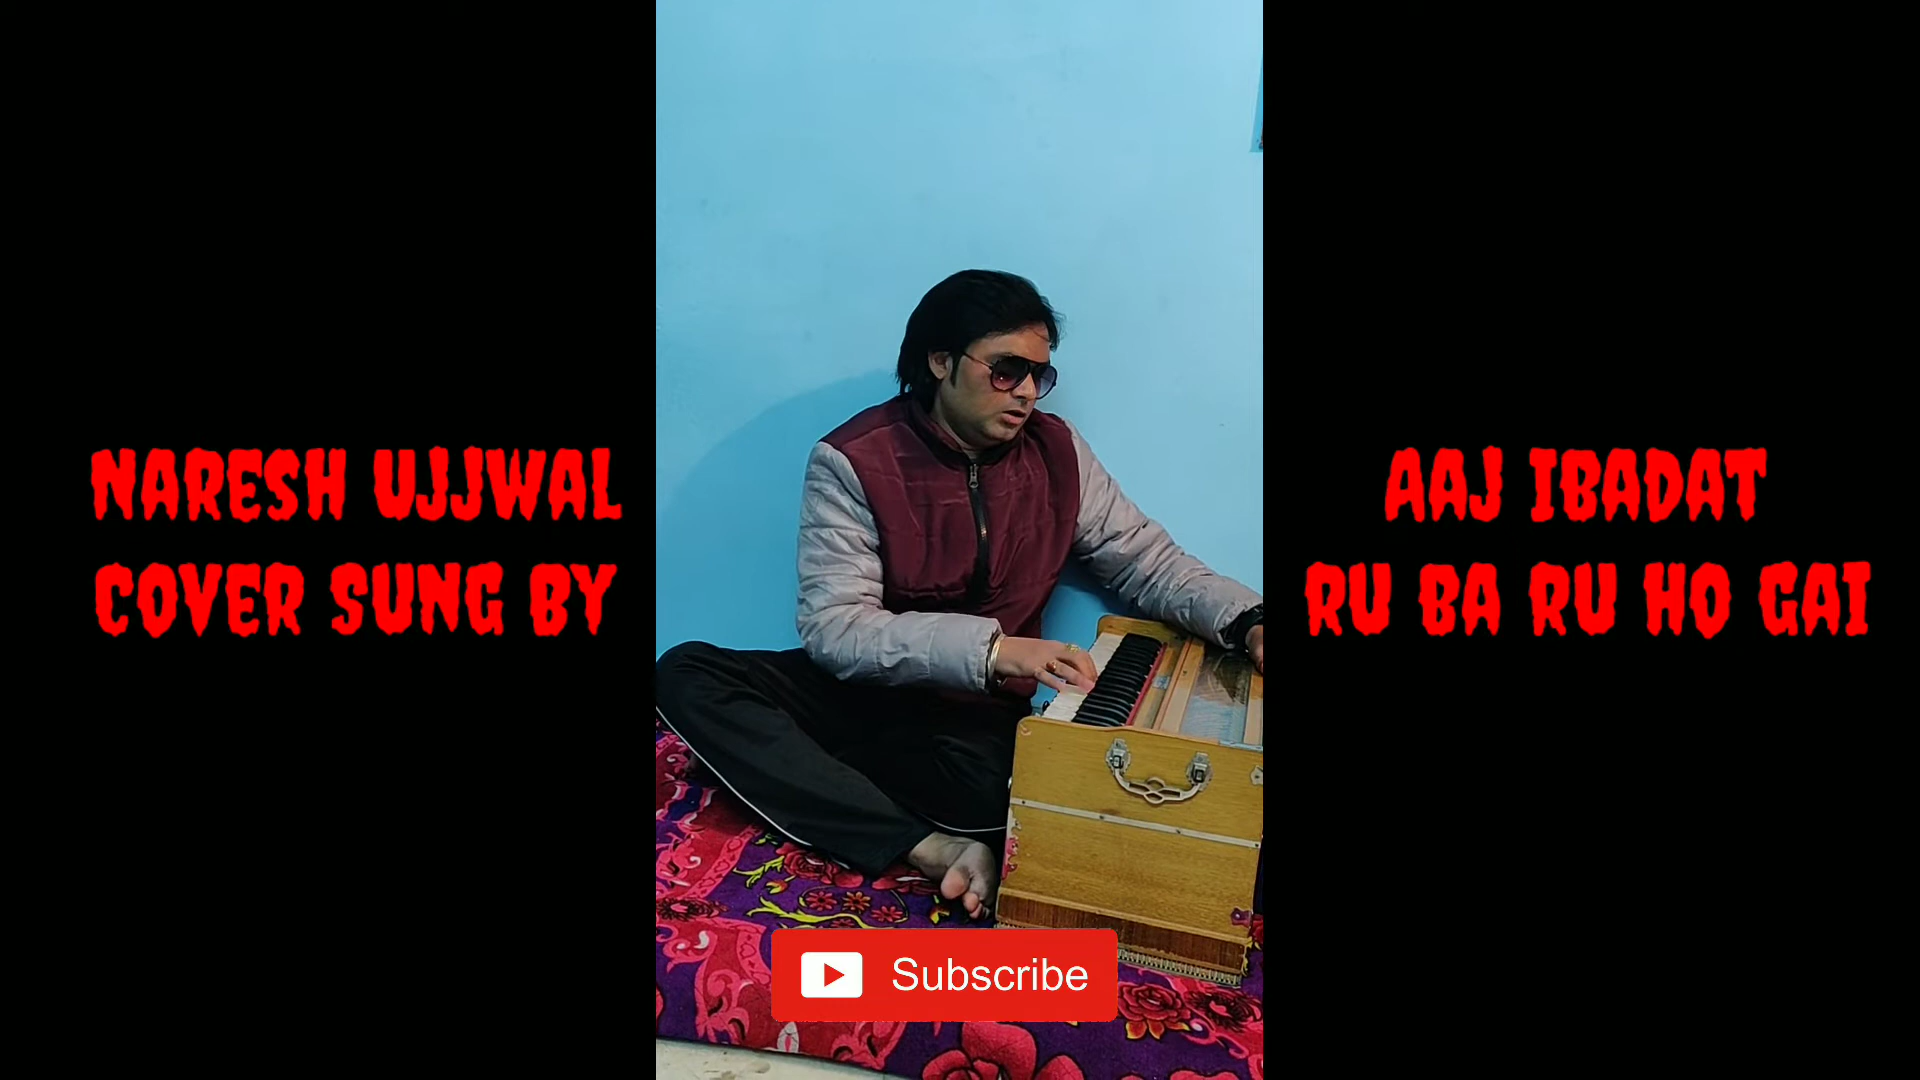 NARESH UJJWAL
COVER SUNG BY
AAJ IBADAT
RU BA RU HO GAI
Subscribe